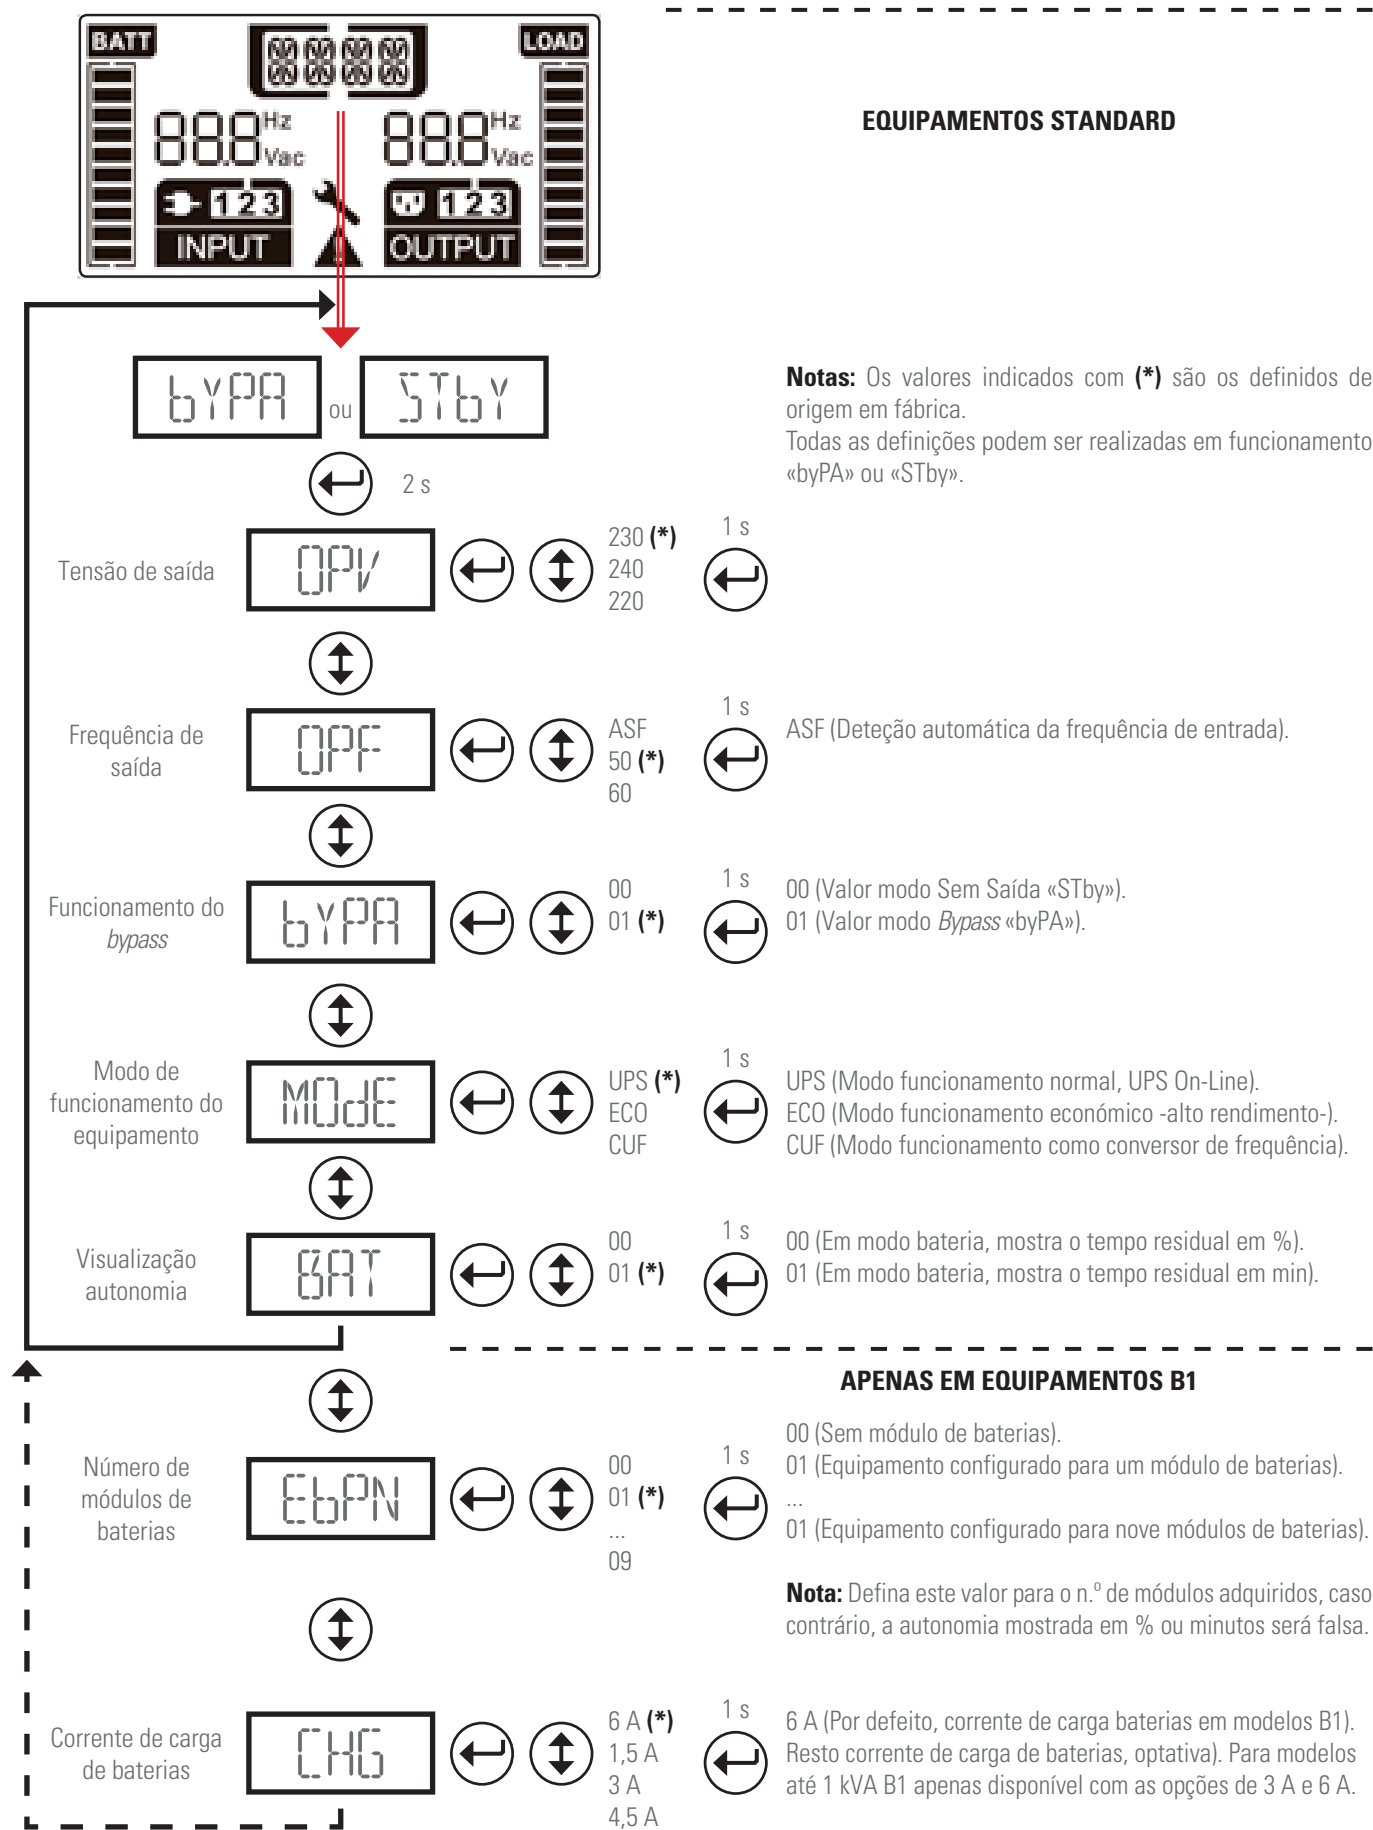 BATT
LOAD
88.8 Hz Vac
88.8 Hz Vac
1 2 3
1 2 3
INPUT
OUTPUT
EQUIPAMENTOS STANDARD
bYPA
ou
STbY
Notas: Os valores indicados com (*) são os definidos de
origem em fábrica.
Todas as definições podem ser realizadas em funcionamento
«byPA» ou «STby».
2 s
Tensão de saída
OPV
230 (*)
240
220
1 s
Frequência de
saída
OPF
ASF
50 (*)
60
1 s
ASF (Deteção automática da frequência de entrada).
Funcionamento do
bypass
bYPA
00
01 (*)
1 s
00 (Valor modo Sem Saída «STby»).
01 (Valor modo Bypass «byPA»).
Modo de
funcionamento do
equipamento
MOdE
UPS (*)
ECO
CUF
1 s
UPS (Modo funcionamento normal, UPS On-Line).
ECO (Modo funcionamento económico -alto rendimento-).
CUF (Modo funcionamento como conversor de frequência).
Visualização
autonomia
BAT
00
01 (*)
1 s
00 (Em modo bateria, mostra o tempo residual em %).
01 (Em modo bateria, mostra o tempo residual em min).
APENAS EM EQUIPAMENTOS B1
Número de
módulos de
baterias
EbPN
00
01 (*)
...
09
1 s
00 (Sem módulo de baterias).
01 (Equipamento configurado para um módulo de baterias).
...
01 (Equipamento configurado para nove módulos de baterias).
Nota: Defina este valor para o n.º de módulos adquiridos, caso
contrário, a autonomia mostrada em % ou minutos será falsa.
Corrente de carga
de baterias
CHG
6 A (*)
1,5 A
3 A
4,5 A
1 s
6 A (Por defeito, corrente de carga baterias em modelos B1).
Resto corrente de carga de baterias, optativa). Para modelos
até 1 kVA B1 apenas disponível com as opções de 3 A e 6 A.